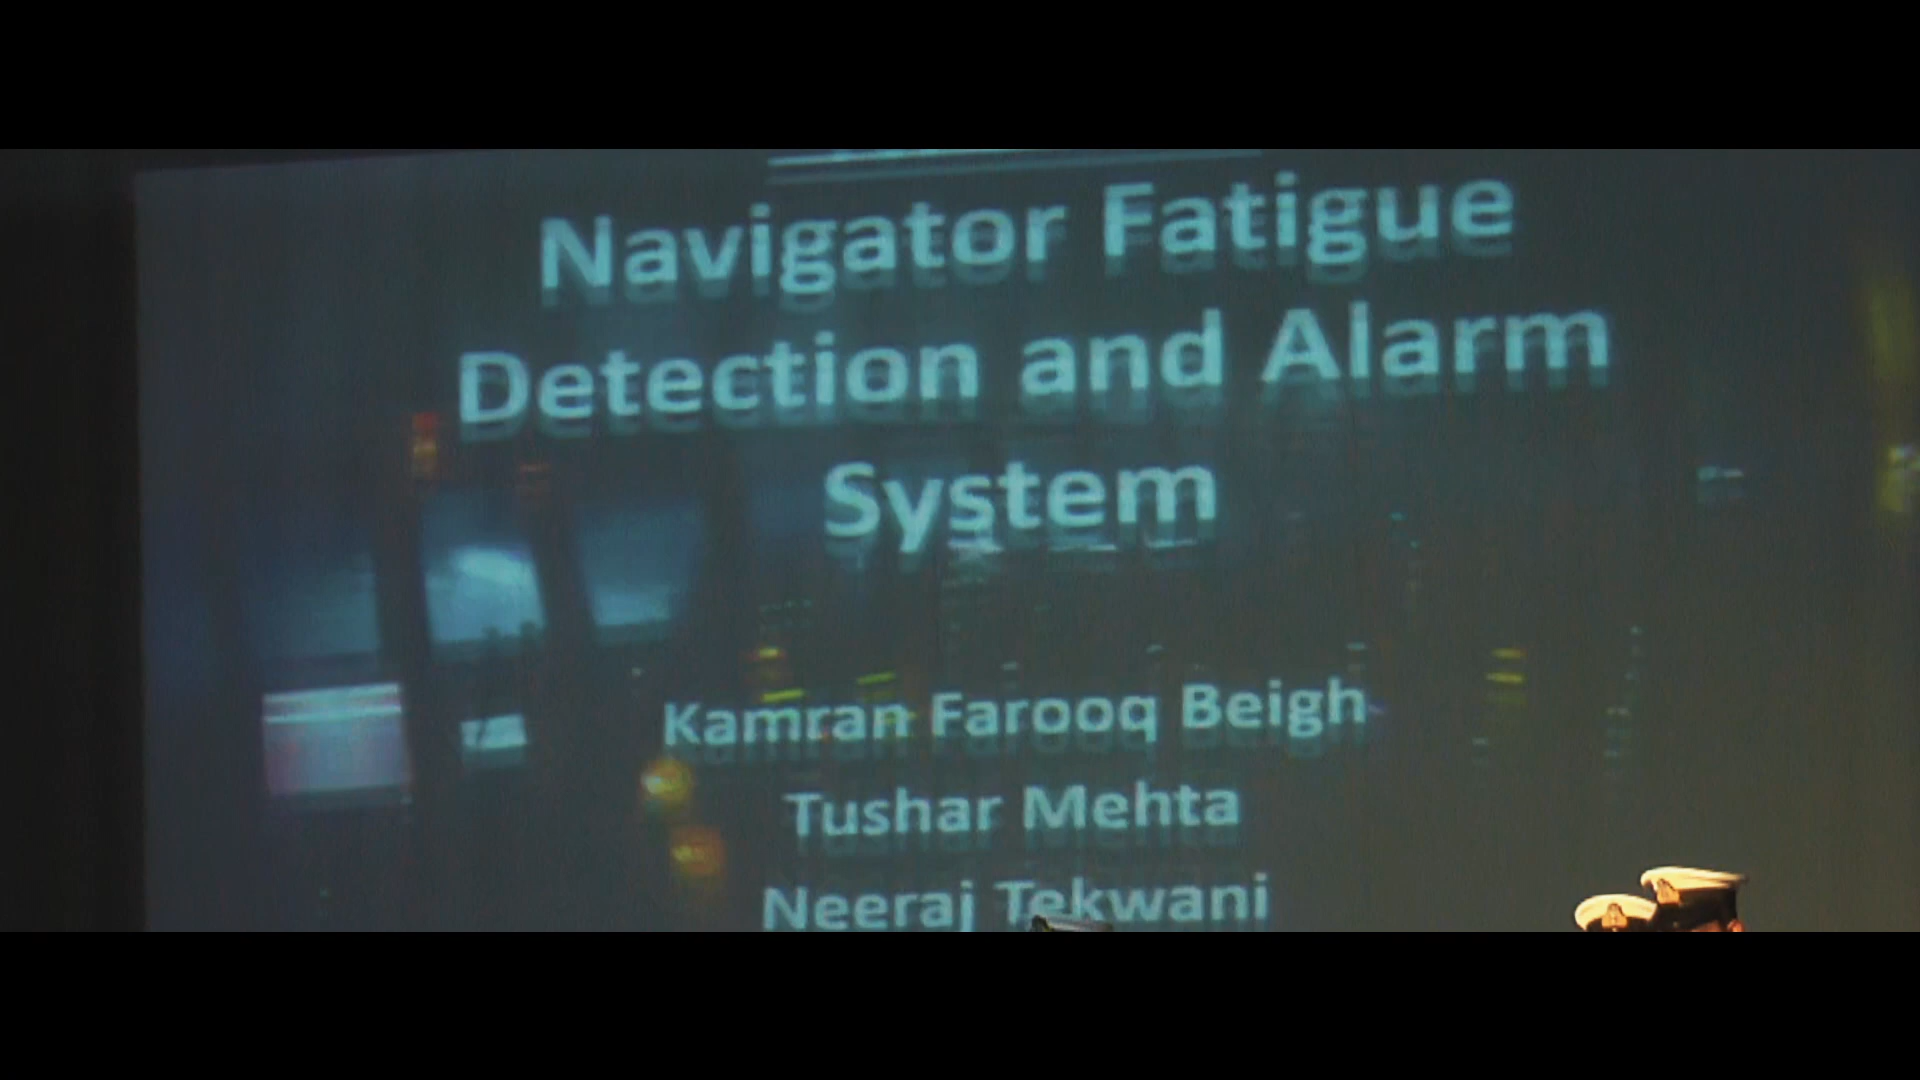 Navigator Fatigue
Detection and Alarm
System
Kamran Farooq Beigh
Tushar Mehta
Neeraj Tekwani